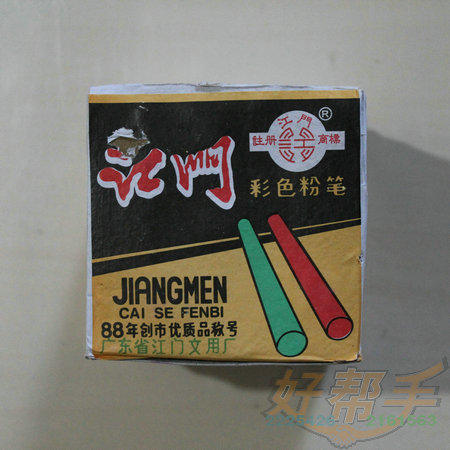 江門
註册 商標
®
江门
彩色粉笔
JIANGMEN
CAI SE FENBI
88年创市优质品称号
广东省江门文用厂
好帮手